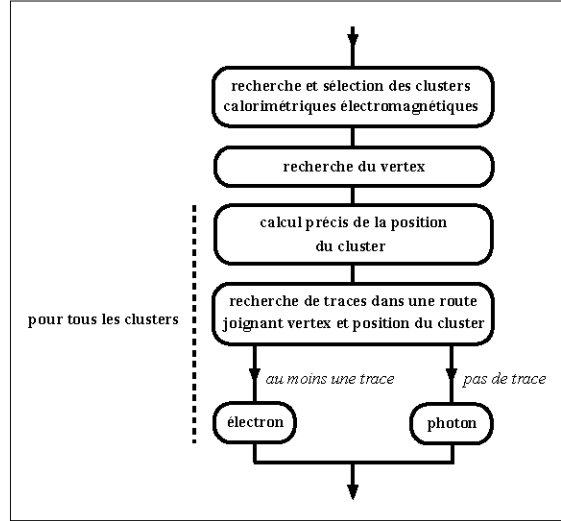 recherche et sélection des clusters
calorimétriques électromagnétiques
recherche du vertex
calcul précis de la position
du cluster
recherche de traces dans une route
joignant vertex et position du cluster
pour tous les clusters
au moins une trace
pas de trace
électron
photon